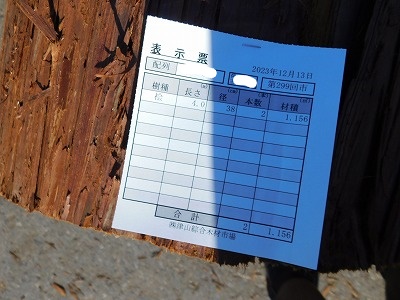 表示票
2023年12月13日
配列 第299回市
樹種 長さ(m) 径(cm) 本数(本) 材積(㎥)
桧 4.0 38 2 1.156
合計 2 1.156
㈱津山綜合木材市場